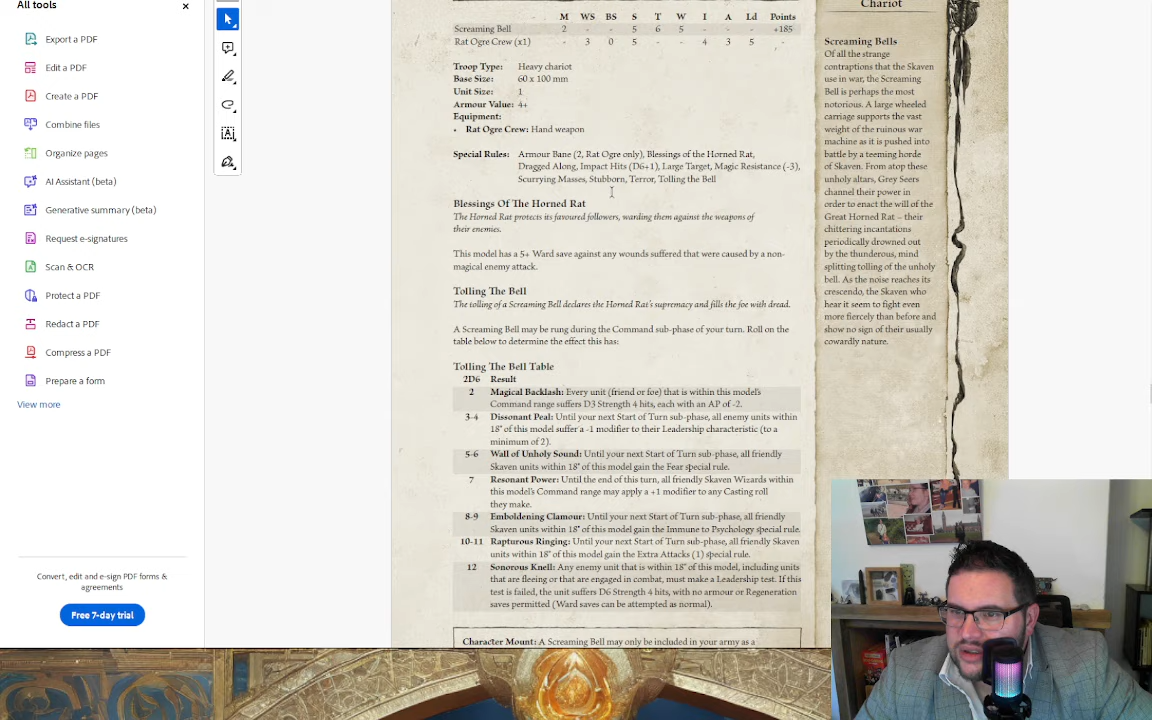 All tools
Export a PDF
Edit a PDF
Create a PDF
Combine files
Organize pages
AI Assistant (beta)
Generative summary (beta)
Request e-signatures
Scan & OCR
Protect a PDF
Redact a PDF
Compress a PDF
Prepare a form
View more
Convert, edit and e-sign PDF forms &
agreements
Free 7-day trial
M WS BS S T W I A Ld Points
Screaming Bell 2 - - 5 6 5 - - - +185
Rat Ogre Crew (x1) - 3 0 5 - - 4 3 5 -
Troop Type: Heavy chariot
Base Size: 60 x 100 mm
Unit Size: 1
Armour Value: 4+
Equipment:
• Rat Ogre Crew: Hand weapon
Special Rules: Armour Bane (2, Rat Ogre only), Blessings of the Horned Rat,
Dragged Along, Impact Hits (D6+1), Large Target, Magic Resistance (-3),
Scurrying Masses, Stubborn, Terror, Tolling the Bell
Blessings Of The Horned Rat
The Horned Rat protects its favoured followers, warding them against the weapons of
their enemies.
This model has a 5+ Ward save against any wounds suffered that were caused by a non-
magical enemy attack.
Tolling The Bell
The tolling of a Screaming Bell declares the Horned Rat's supremacy and fills the foe with dread.
A Screaming Bell may be rung during the Command sub-phase of your turn. Roll on the
table below to determine the effect this has:
Tolling The Bell Table
2D6 Result
2 Magical Backlash: Every unit (friend or foe) that is within this model's
Command range suffers D3 Strength 4 hits, each with an AP of -2.
3-4 Dissonant Peal: Until your next Start of Turn sub-phase, all enemy units within
18" of this model suffer a -1 modifier to their Leadership characteristic (to a
minimum of 2).
5-6 Wall of Unholy Sound: Until your next Start of Turn sub-phase, all friendly
Skaven units within 18" of this model gain the Fear special rule.
7 Resonant Power: Until the end of this turn, all friendly Skaven Wizards within
this model's Command range may apply a +1 modifier to any Casting roll
they make.
8-9 Emboldening Clamour: Until your next Start of Turn sub-phase, all friendly
Skaven units within 18" of this model gain the Immune to Psychology special rule.
10-11 Rapturous Ringing: Until your next Start of Turn sub-phase, all friendly Skaven
units within 18" of this model gain the Extra Attacks (1) special rule.
12 Sonorous Knell: Any enemy unit that is within 18" of this model, including units
that are fleeing or that are engaged in combat, must make a Leadership test. If this
test is failed, the unit suffers D6 Strength 4 hits, with no armour or Regeneration
saves permitted (Ward saves can be attempted as normal).
Character Mount: A Screaming Bell may only be included in your army as a
Chariot
Screaming Bells
Of all the strange
contraptions that the Skaven
use in war, the Screaming
Bell is perhaps the most
notorious. A large wheeled
carriage supports the vast
weight of the ruinous war
machine as it is pushed into
battle by a teeming horde
of Skaven. From atop these
unholy altars, Grey Seers
channel their power in
order to enact the will of the
Great Horned Rat – their
chittering incantations
periodically drowned out
by the thunderous, mind
splitting tolling of the unholy
bell. As the noise reaches its
crescendo, the Skaven who
hear it seem to fight even
more fiercely than before and
show no sign of their usually
cowardly nature.